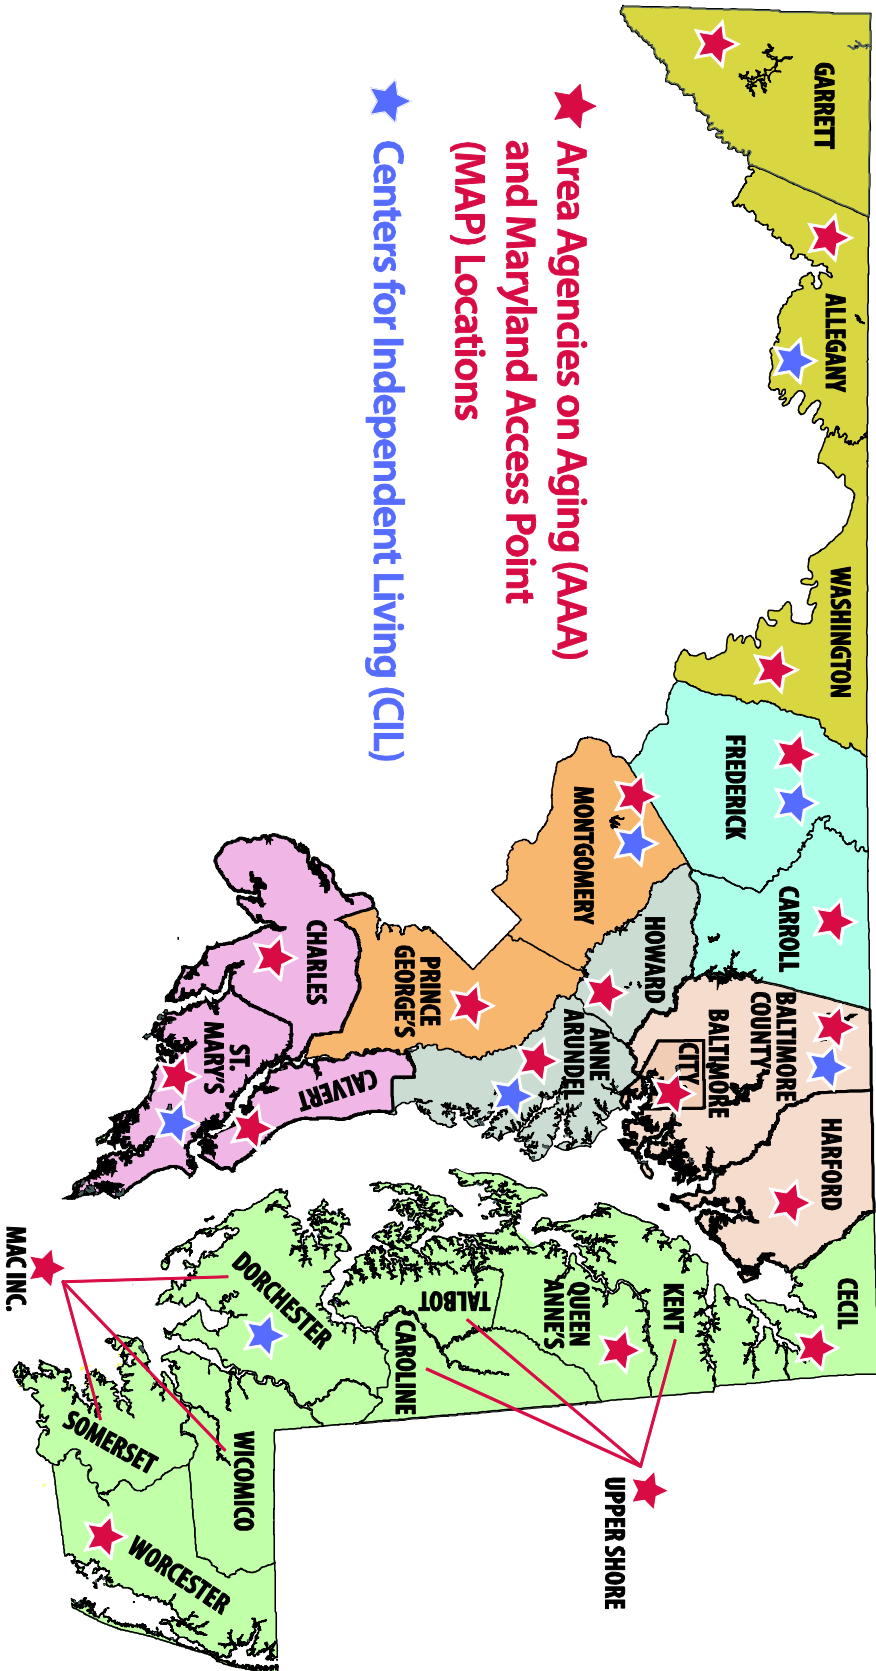 GARRETT
ALLEGANY
WASHINGTON
FREDERICK
CARROLL
BALTIMORE
COUNTY
HARFORD
CECIL
MONTGOMERY
HOWARD
BALTIMORE
CITY
KENT
ANNE
ARUNDEL
QUEEN
ANNE'S
UPPER SHORE
PRINCE
GEORGE'S
TALBOT
CAROLINE
CHARLES
CALVERT
ST.
MARY'S
DORCHESTER
WICOMICO
SOMERSET
WORCESTER
MAC INC.
Area Agencies on Aging (AAA)
and Maryland Access Point
(MAP) Locations
Centers for Independent Living (CIL)